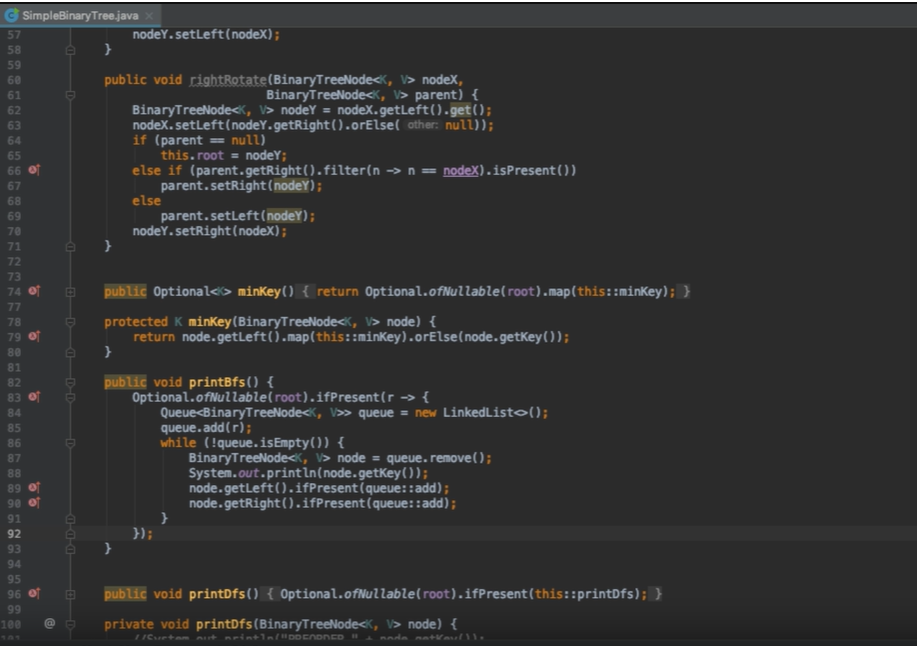 SimpleBinaryTree.java
57 nodeY.setLeft(nodeX);
58 }
59
60 public void rightRotate(BinaryTreeNode<K, V> nodeX,
61 BinaryTreeNode<K, V> parent) {
62 BinaryTreeNode<K, V> nodeY = nodeX.getLeft().get();
63 nodeX.setLeft(nodeY.getRight().orElse( other: null));
64 if (parent == null)
65 this.root = nodeY;
66 else if (parent.getRight().filter(n -> n == nodeX).isPresent())
67 parent.setRight(nodeY);
68 else
69 parent.setLeft(nodeY);
70 nodeY.setRight(nodeX);
71 }
72
73
74 public Optional<K> minKey() { return Optional.ofNullable(root).map(this::minKey); }
77
78 protected K minKey(BinaryTreeNode<K, V> node) {
79 return node.getLeft().map(this::minKey).orElse(node.getKey());
80 }
81
82 public void printBfs() {
83 Optional.ofNullable(root).ifPresent(r -> {
84 Queue<BinaryTreeNode<K, V>> queue = new LinkedList<>();
85 queue.add(r);
86 while (!queue.isEmpty()) {
87 BinaryTreeNode<K, V> node = queue.remove();
88 System.out.println(node.getKey());
89 node.getLeft().ifPresent(queue::add);
90 node.getRight().ifPresent(queue::add);
91 }
92 });
93 }
94
95
96 public void printDfs() { Optional.ofNullable(root).ifPresent(this::printDfs); }
99
100 @ private void printDfs(BinaryTreeNode<K, V> node) {
101 //System.out.println("PREORDER " + node.getKey());